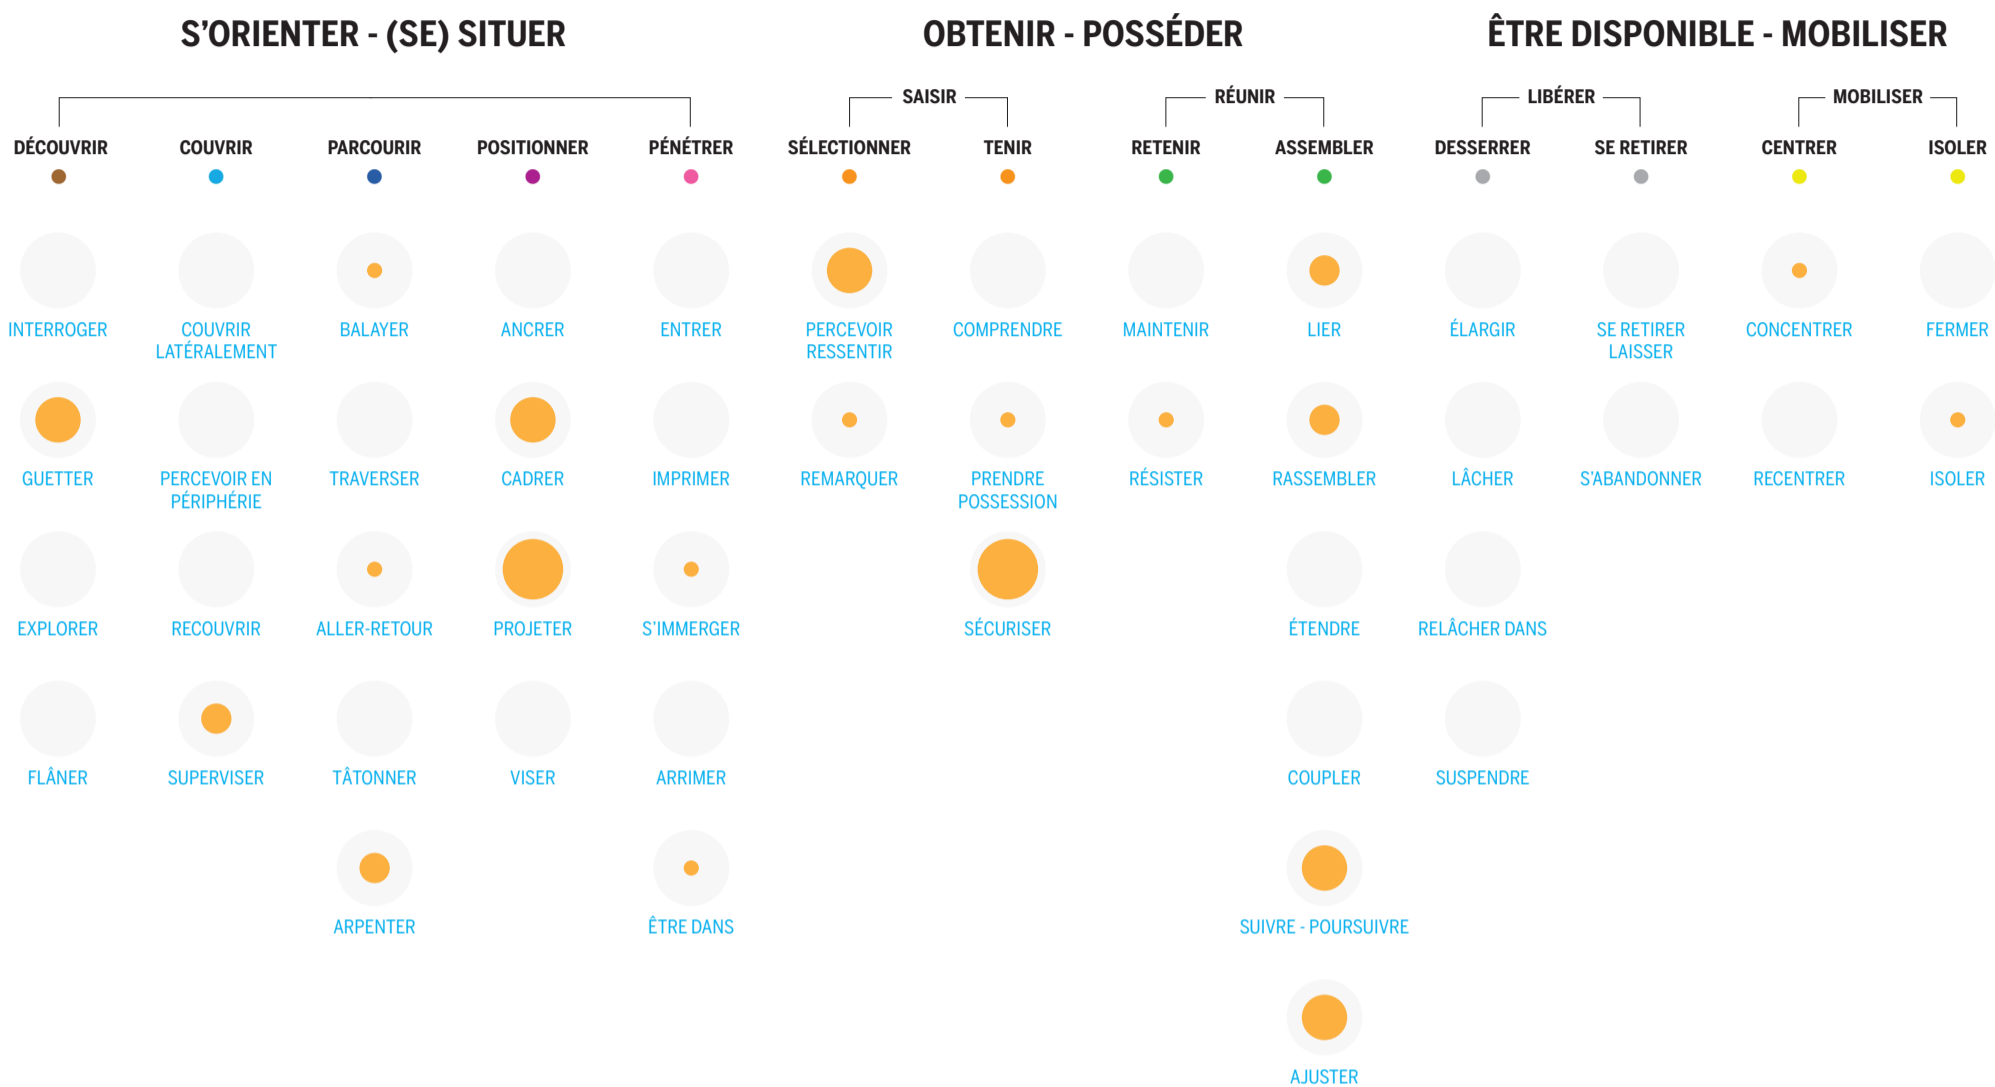 S’ORIENTER - (SE) SITUER
OBTENIR - POSSÉDER
ÊTRE DISPONIBLE - MOBILISER
SAISIR
RÉUNIR
LIBÉRER
MOBILISER
DÉCOUVRIR
COUVRIR
PARCOURIR
POSITIONNER
PÉNÉTRER
SÉLECTIONNER
TENIR
RETENIR
ASSEMBLER
DESSERRER
SE RETIRER
CENTRER
ISOLER
INTERROGER
COUVRIR
LATÉRALEMENT
BALAYER
ANCRER
ENTRER
PERCEVOIR
RESSENTIR
COMPRENDRE
MAINTENIR
LIER
ÉLARGIR
SE RETIRER
LAISSER
CONCENTRER
FERMER
GUETTER
PERCEVOIR EN
PÉRIPHÉRIE
TRAVERSER
CADRER
IMPRIMER
REMARQUER
PRENDRE
POSSESSION
RÉSISTER
RASSEMBLER
LÂCHER
S’ABANDONNER
RECENTRER
ISOLER
EXPLORER
RECOUVRIR
ALLER-RETOUR
PROJETER
S’IMMERGER
SÉCURISER
ÉTENDRE
RELÂCHER DANS
FLÂNER
SUPERVISER
TÂTONNER
VISER
ARRIMER
COUPLER
SUSPENDRE
ARPENTER
ÊTRE DANS
SUIVRE - POURSUIVRE
AJUSTER